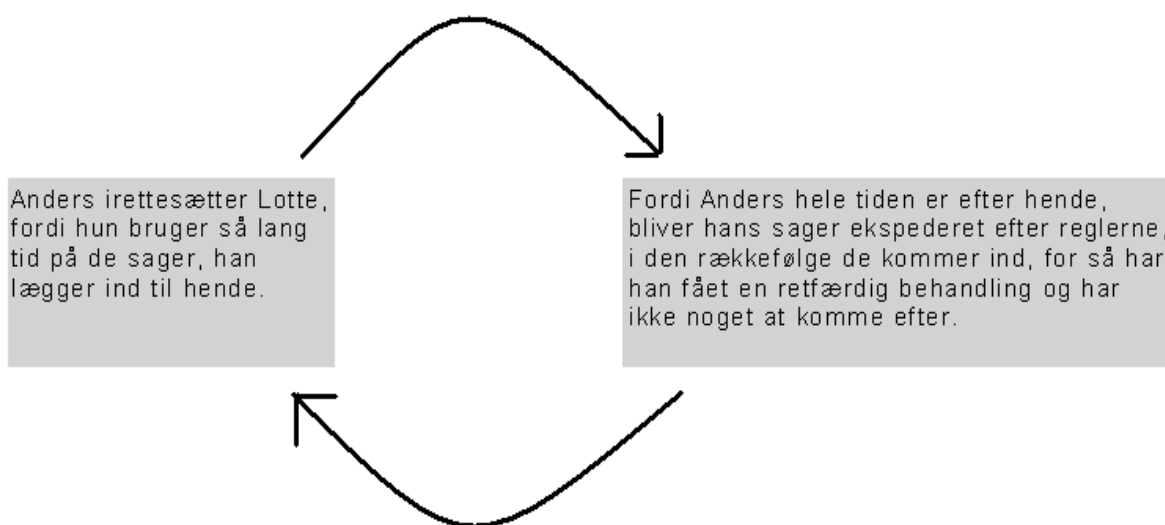 Anders irettesætter Lotte,
fordi hun bruger så lang
tid på de sager, han
lægger ind til hende.
Fordi Anders hele tiden er efter hende,
bliver hans sager ekspederet efter reglerne,
i den rækkefølge de kommer ind, for så har
han fået en retfærdig behandling og har
ikke noget at komme efter.